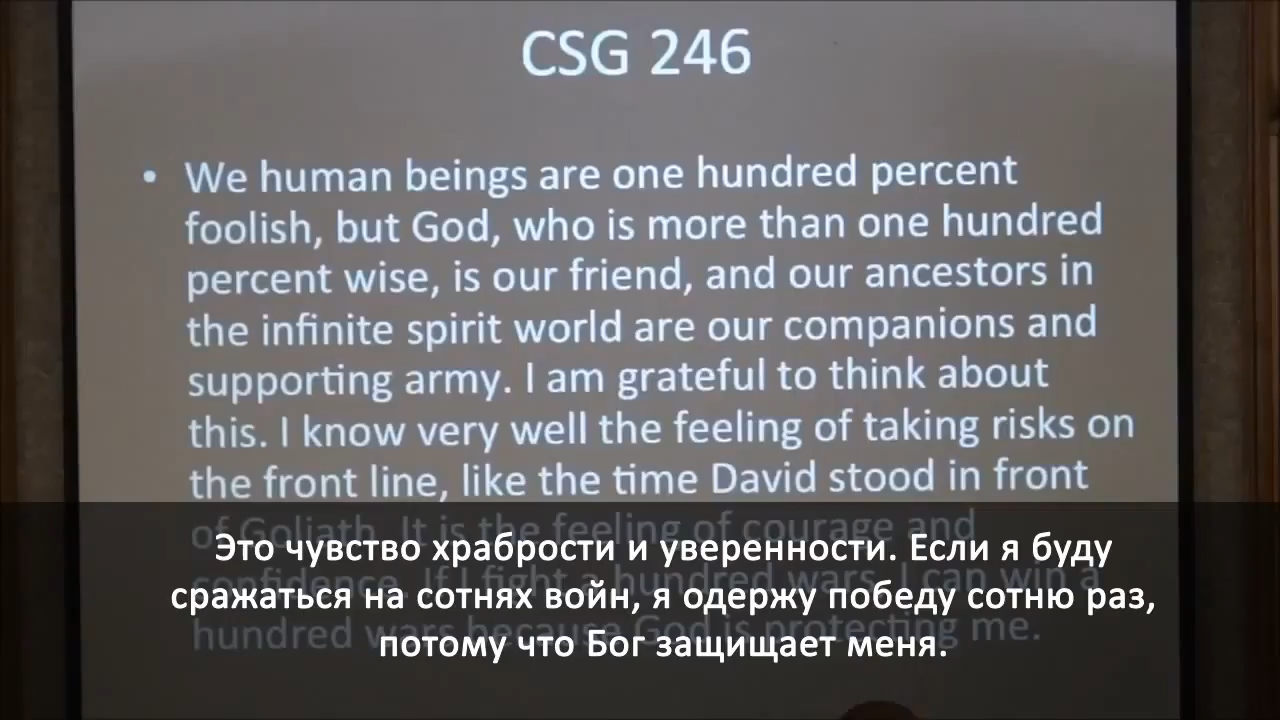 CSG 246
• We human beings are one hundred percent
foolish, but God, who is more than one hundred
percent wise, is our friend, and our ancestors in
the infinite spirit world are our companions and
supporting army. I am grateful to think about
this. I know very well the feeling of taking risks on
the front line, like the time David stood in front
of Goliath. It is the feeling of courage and
confidence. If I fight a hundred wars, I can win a
hundred wars because God is protecting me.
Это чувство храбрости и уверенности. Если я буду
сражаться на сотнях войн, я одержу победу сотню раз,
потому что Бог защищает меня.